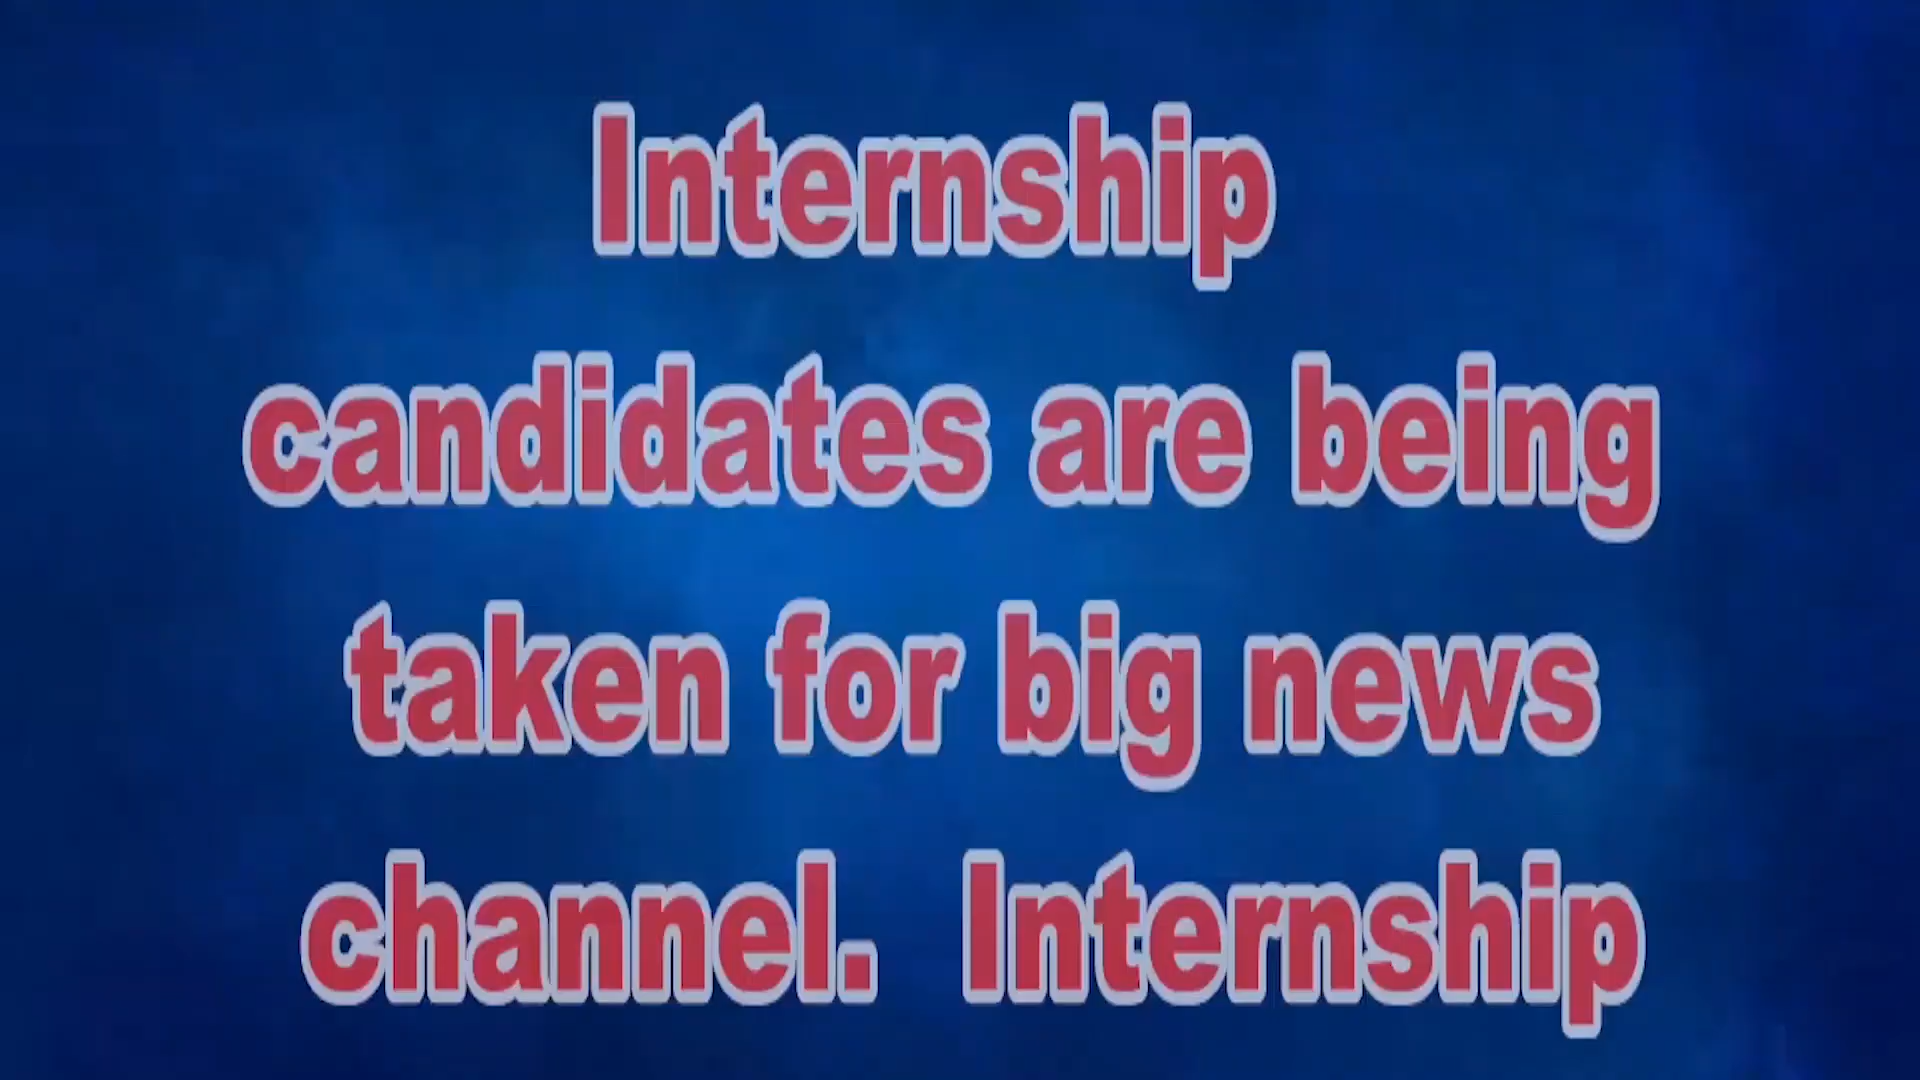 Internship
candidates are being
taken for big news
channel. Internship